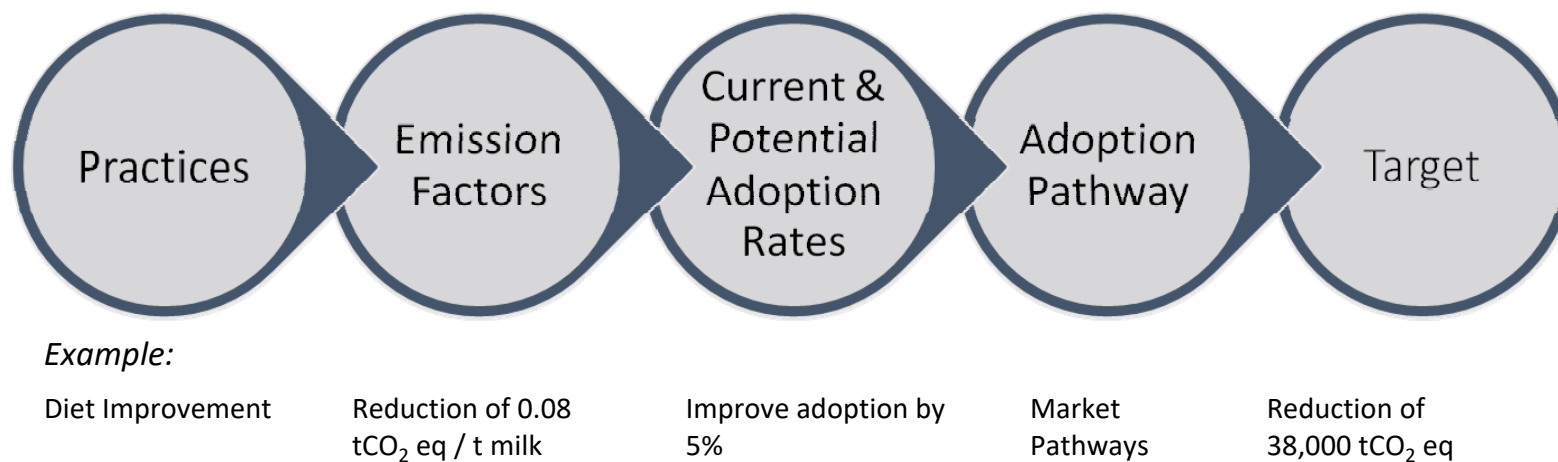 Practices
Emission
Factors
Current &
Potential
Adoption
Rates
Adoption
Pathway
Target
Example:
Diet Improvement
Reduction of 0.08
tCO₂ eq / t milk
Improve adoption by
5%
Market
Pathways
Reduction of
38,000 tCO₂ eq